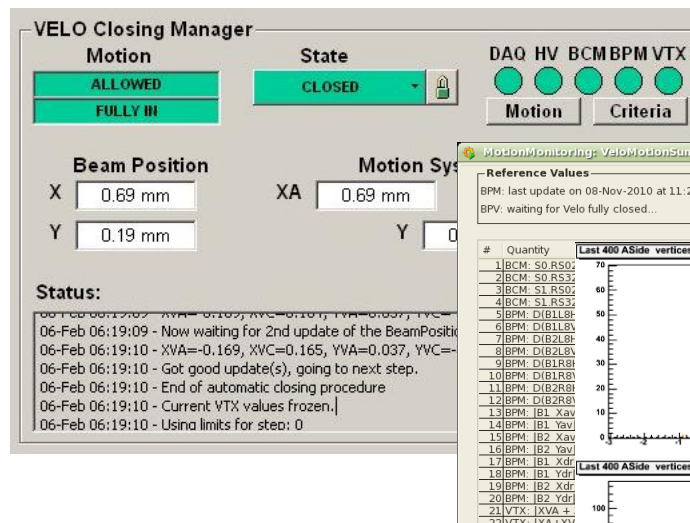 VELO Closing Manager
Motion
State
DAQ HV BCM BPM VTX
ALLOWED
FULLY IN
CLOSED
Motion
Criteria
Beam Position
Motion
X
0.69 mm
XA
0.69 mm
Y
0.19 mm
Y
Status:
06-Feb 06:19:09 - Now waiting for 2nd update of the
06-Feb 06:19:10 - XVA=-0.169, XVC=0.165, YVA=0.037, YVC=-
06-Feb 06:19:10 - Got good update(s), going to next step.
06-Feb 06:19:10 - End of automatic closing procedure
06-Feb 06:19:10 - Current VTX values frozen.
06-Feb 06:19:10 - Using limits for step: 0
MotionMonitoring:
Reference Values
BPM: last update on 08-Nov-2010 at
BPV: waiting for Velo fully closed...
# Quantity
Last 400 ASide vertices
1 BCM: S0.RS02
2 BCM: S0.RS32
3 BCM: S1.RS02
4 BCM: S1.RS32
5 BPM: D(B1L8H
6 BPM: D(B1L8V
7 BPM: D(B2L8H
8 BPM: D(B2L8V
9 BPM: D(B1R8H
10 BPM: D(B1R8V
11 BPM: D(B2R8H
12 BPM: D(B2R8V
13 BPM: |B1 Xav
14 BPM: |B1 Yav
15 BPM: |B2 Xav
16 BPM: |B2 Yav
17 BPM: |B1 Xdr
18 BPM: |B1 Ydr
19 BPM: |B2 Xdr
20 BPM: |B2 Ydr
21 VTX: |XVA +
70
60
50
40
30
20
10
0
Last 400 ASide vertices
100